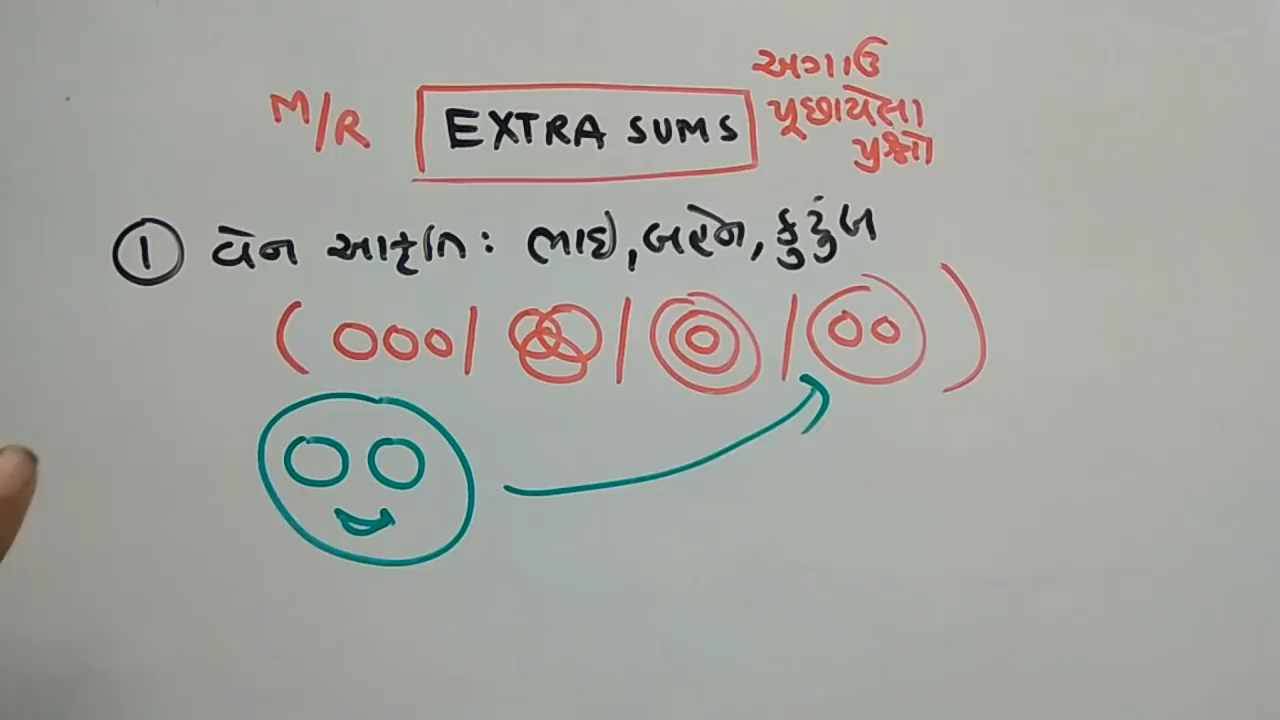 M/R EXTRA SUMS અગાઉ
પૂછાયેલા
પ્રશ્નો
① વેન આકૃતિ : ભાઈ, બહેન, કુટુંબ